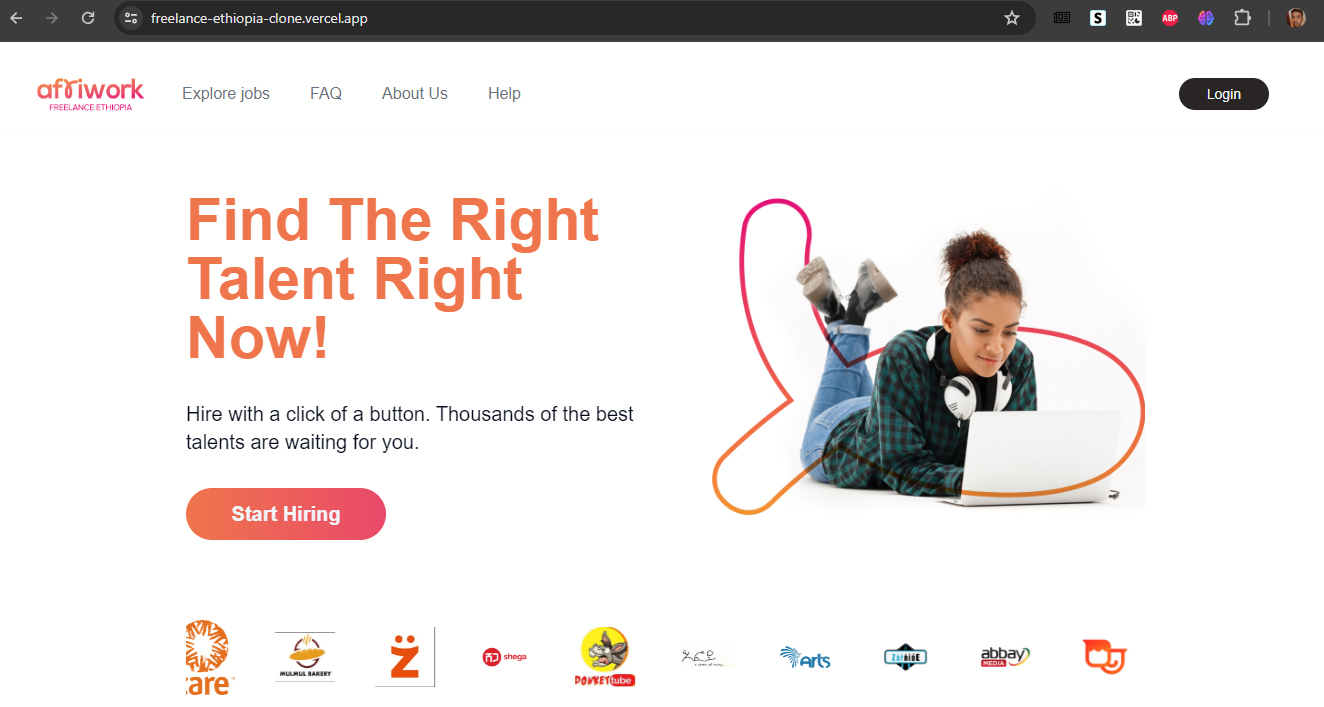 freelance-ethiopia-clone.vercel.app
S
ABP
afriwork
FREELANCE ETHIOPIA
Explore jobs
FAQ
About Us
Help
Login
Find The Right
Talent Right
Now!
Hire with a click of a button. Thousands of the best
talents are waiting for you.
Start Hiring
care
MULMUL BAKERY
Ż
shega
DONKEY tube
Arts
ZAYRIDE
abbay
MEDIA